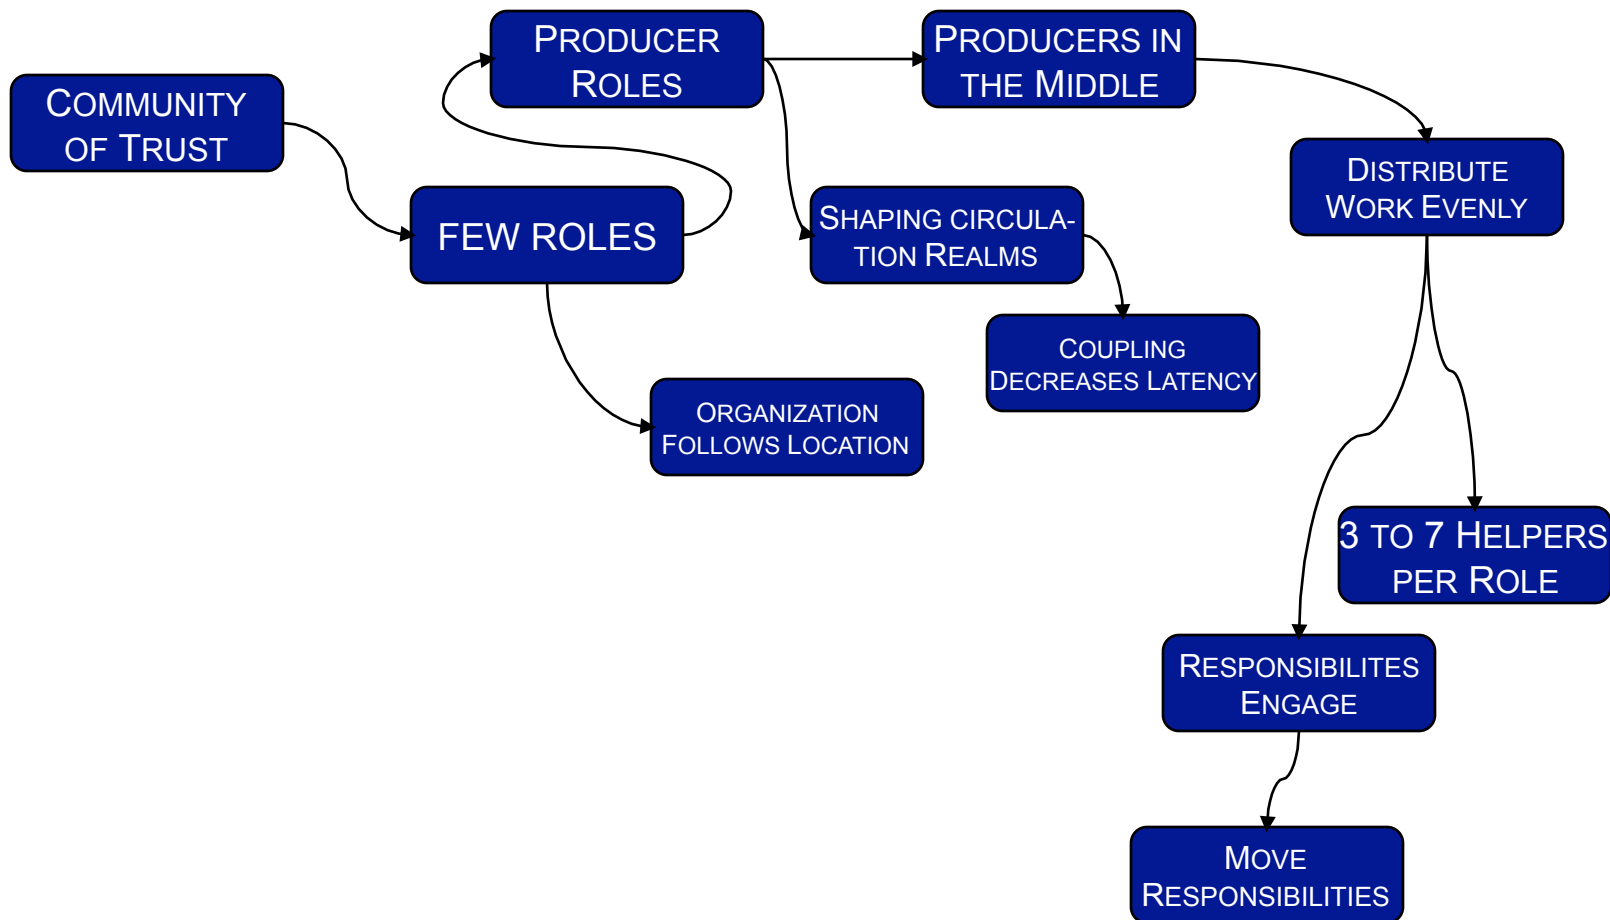 COMMUNITY
OF TRUST
PRODUCER
ROLES
PRODUCERS IN
THE MIDDLE
FEW ROLES
SHAPING CIRCULA-
TION REALMS
DISTRIBUTE
WORK EVENLY
COUPLING
DECREASES LATENCY
ORGANIZATION
FOLLOWS LOCATION
3 TO 7 HELPERS
PER ROLE
RESPONSIBILITES
ENGAGE
MOVE
RESPONSIBILITIES